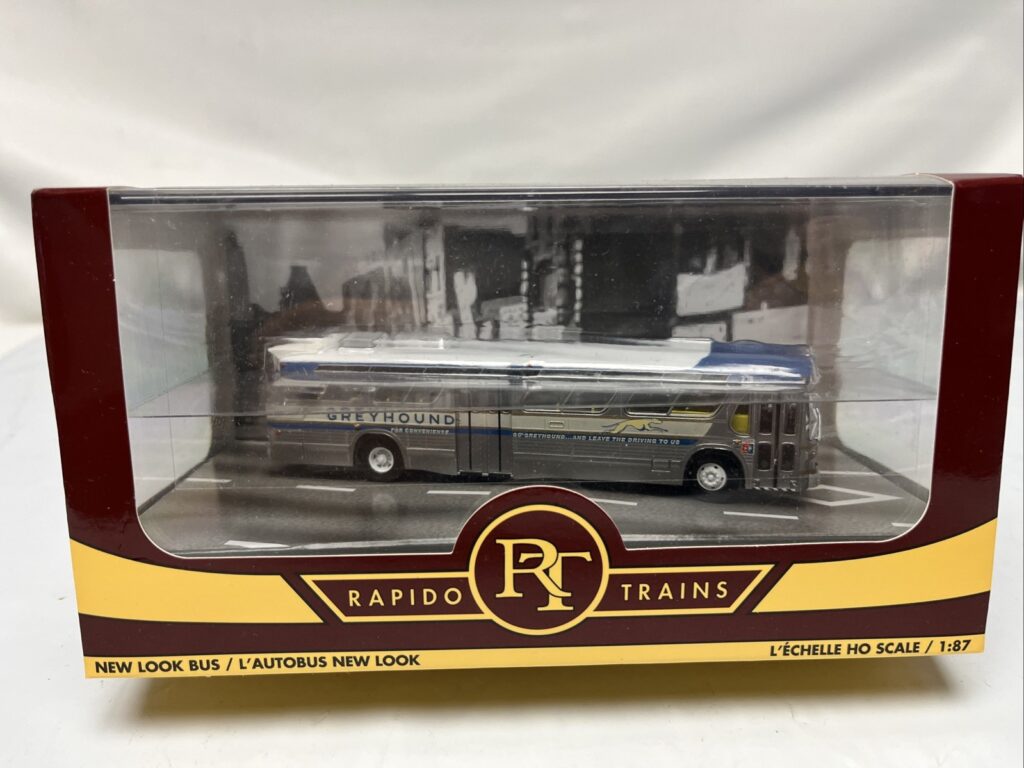 GREYHOUND
FOR CONVENIENCE
GO GREYHOUND...AND LEAVE THE DRIVING TO US
RAPIDO RT TRAINS
NEW LOOK BUS / L'AUTOBUS NEW LOOK
L'ÉCHELLE HO SCALE / 1:87